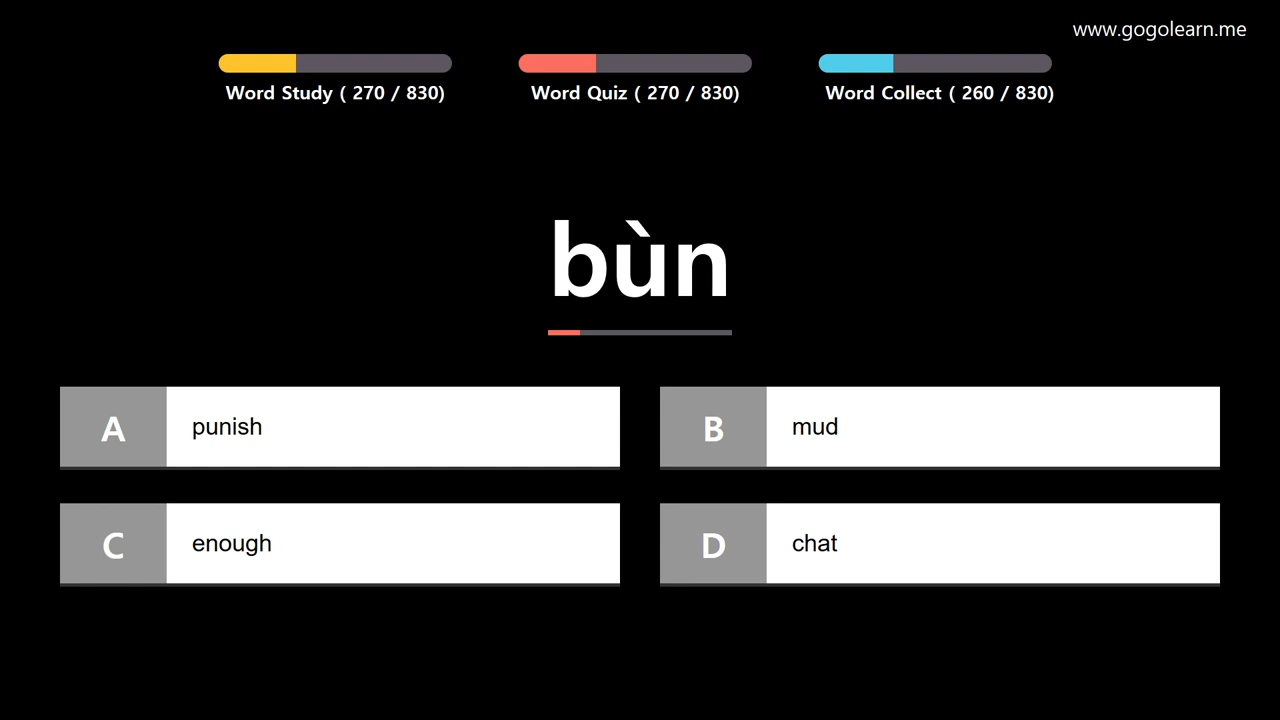 www.gogolearn.me
Word Study ( 270 / 830)
Word Quiz ( 270 / 830)
Word Collect ( 260 / 830)
bùn
A punish
B mud
C enough
D chat